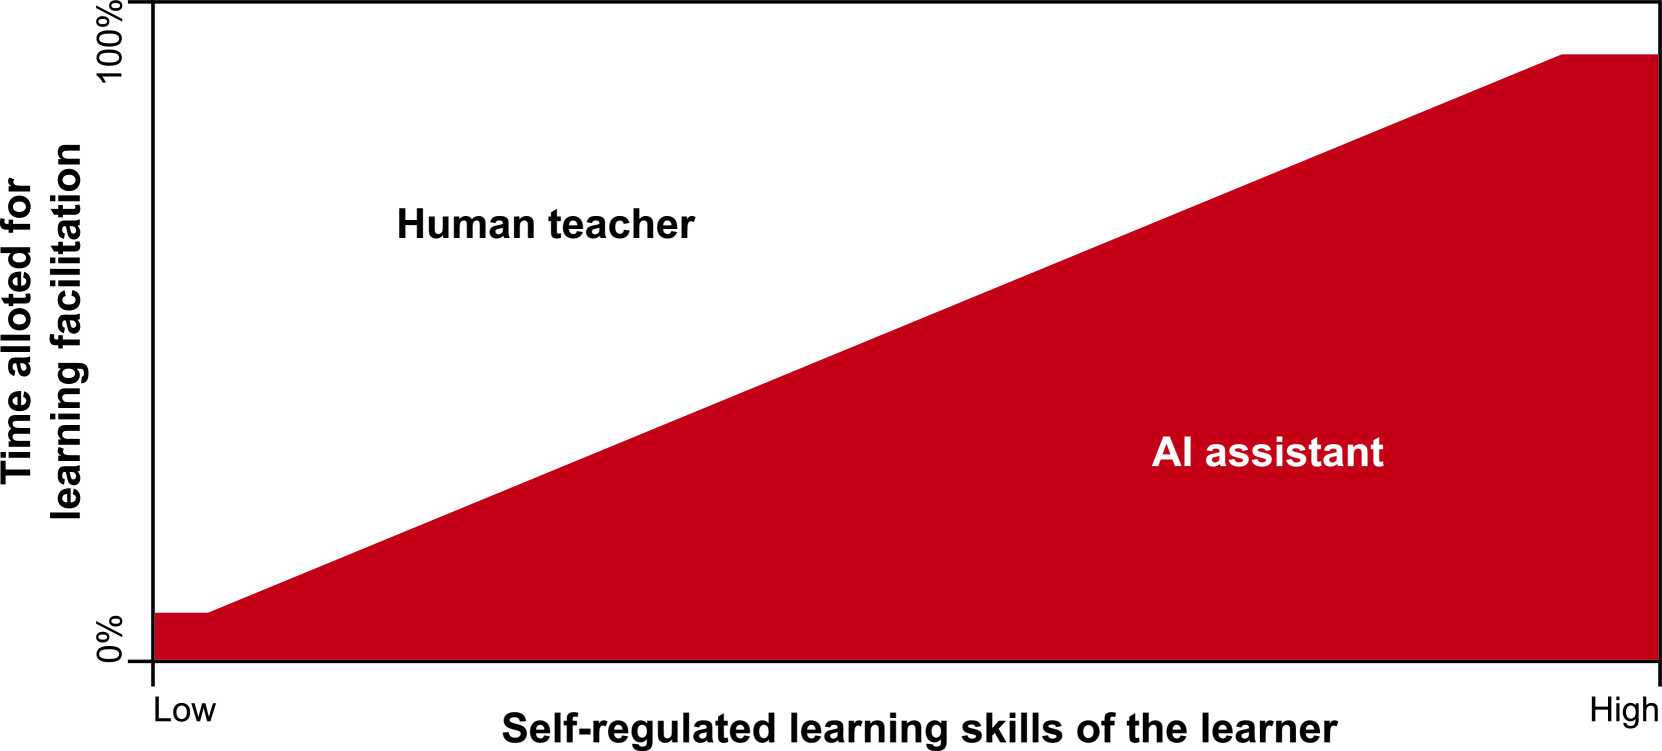 100%
Time alloted for
learning facilitation
Human teacher
AI assistant
0%
Low
High
Self-regulated learning skills of the learner